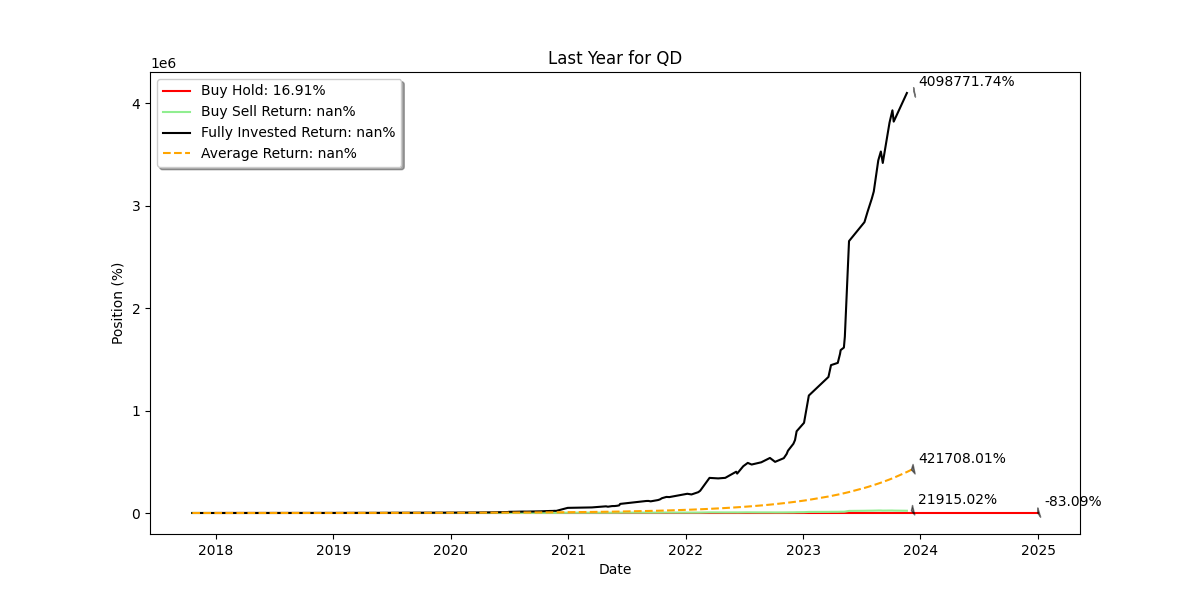 Last Year for QD
1e6
Buy Hold: 16.91%
Buy Sell Return: nan%
Fully Invested Return: nan%
Average Return: nan%
4098771.74%
421708.01%
21915.02%
-83.09%
4
3
2
1
0
Position (%)
2018 2019 2020 2021 2022 2023 2024 2025
Date